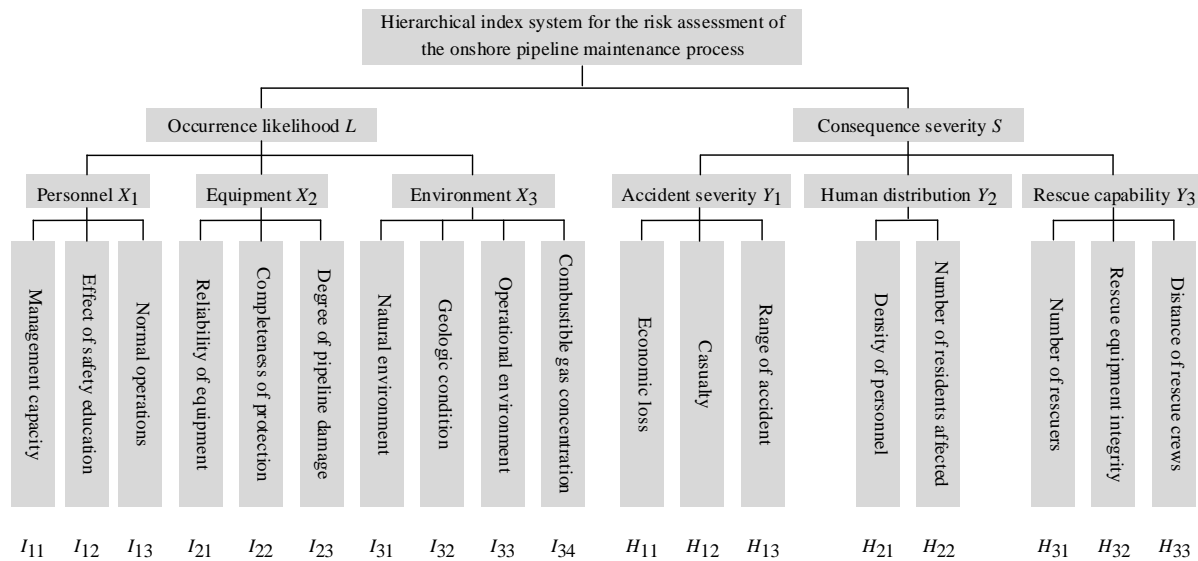 Hierarchical index system for the risk assessment of
the onshore pipeline maintenance process
Occurrence likelihood L
Consequence severity S
Personnel X1
Equipment X2
Environment X3
Accident severity Y1
Human distribution Y2
Rescue capability Y3
Management capacity
Effect of safety education
Normal operations
Reliability of equipment
Completeness of protection
Degree of pipeline damage
Natural environment
Geologic condition
Operational environment
Combustible gas concentration
Economic loss
Casualty
Range of accident
Density of personnel
Number of residents affected
Number of rescuers
Rescue equipment integrity
Distance of rescue crews
I11 I12 I13 I21 I22 I23 I31 I32 I33 I34 H11 H12 H13 H21 H22 H31 H32 H33